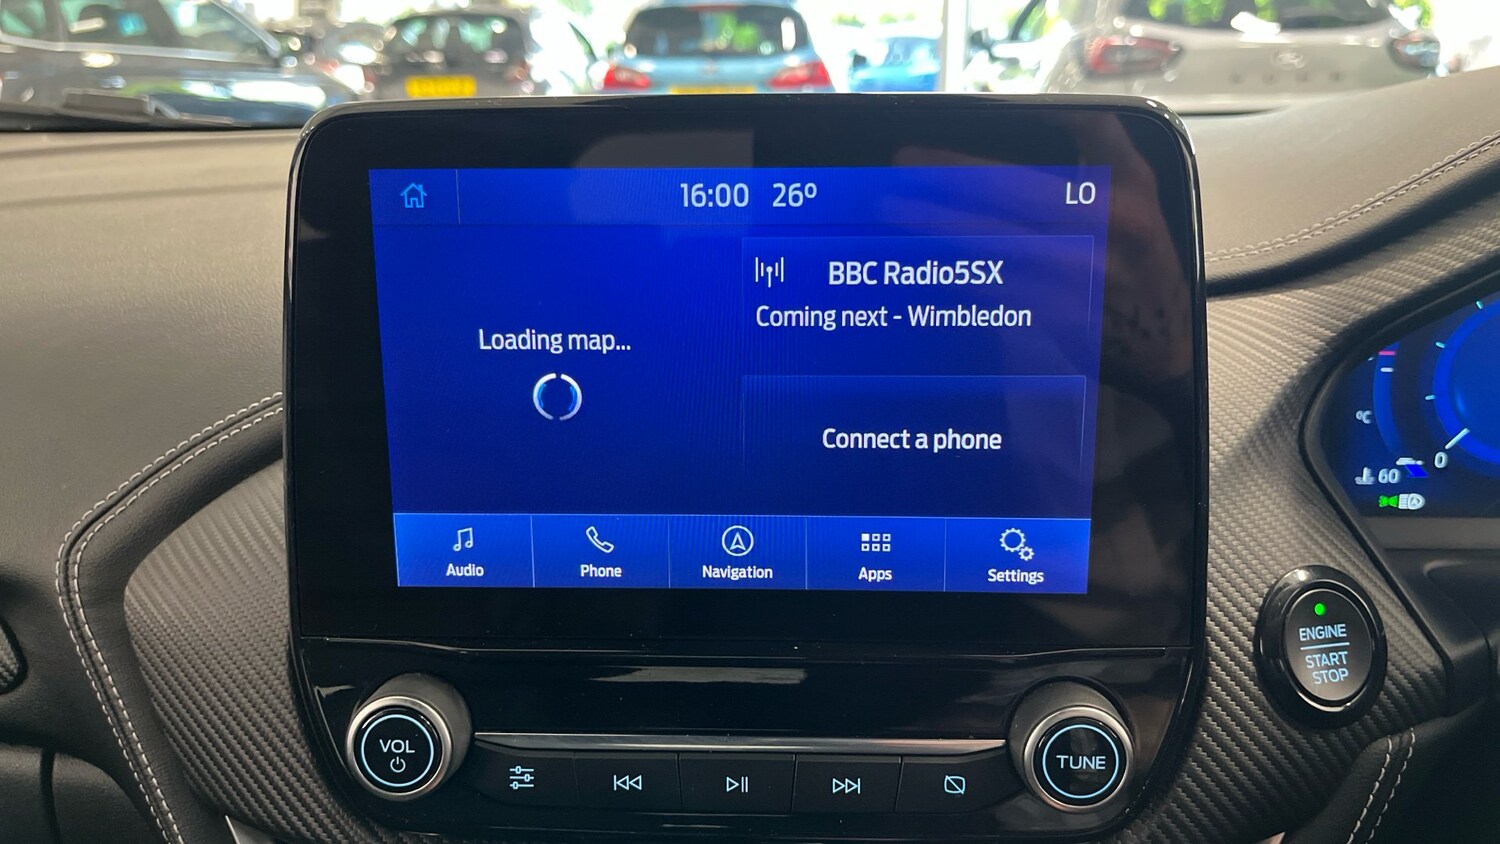 16:00 26º LO
BBC Radio5SX
Coming next - Wimbledon
Loading map...
Connect a phone
Audio
Phone
Navigation
Apps
Settings
ºC
60
0
ENGINE
START
STOP
VOL
TUNE